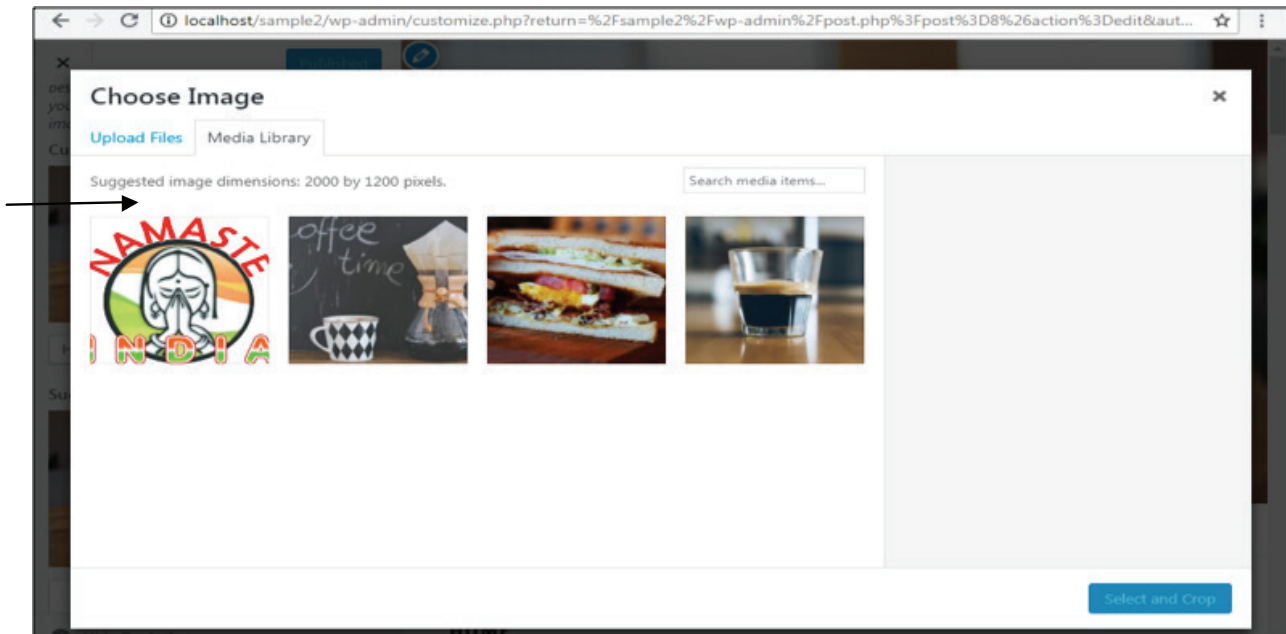 localhost/sample2/wp-admin/customize.php?return=%2Fsample2%2Fwp-admin%2Fpost.php%3Fpost%3D8%26action%3Dedit&aut...
Published
Choose Image
Upload Files Media Library
Suggested image dimensions: 2000 by 1200 pixels.
Search media items...
NAMASTE
INDIA
offee
time
Select and Crop